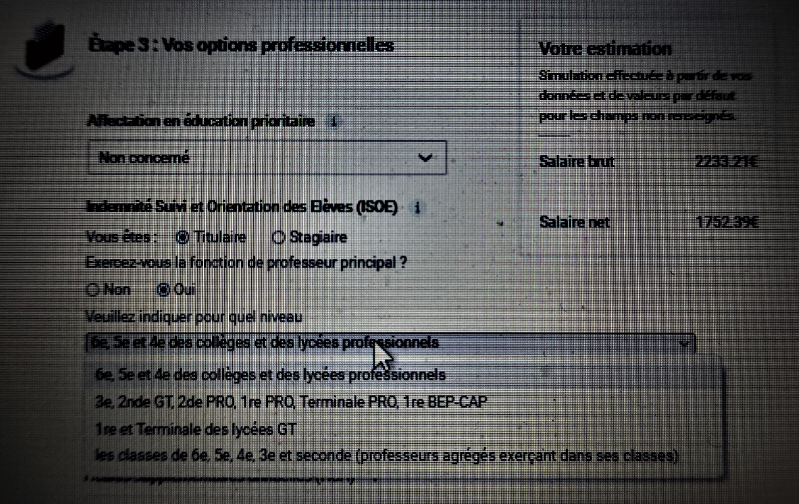 Étape 3 : Vos options professionnelles
Votre estimation
Simulation effectuée à partir de vos
données et de valeurs par défaut
pour les champs non renseignés.
Affectation en éducation prioritaire i
Non concerné
Salaire brut 2233.21€
Indemnité Suivi et Orientation des Elèves (ISOE) i
Salaire net 1752.39€
Vous êtes : Titulaire Stagiaire
Exercez-vous la fonction de professeur principal ?
Non Oui
Veuillez indiquer pour quel niveau
6e, 5e et 4e des collèges et des lycées professionnels
6e, 5e et 4e des collèges et des lycées professionnels
3e, 2nde GT, 2de PRO, 1re PRO, Terminale PRO, 1re BEP-CAP
1re et Terminale des lycées GT
les classes de 6e, 5e, 4e, 3e et seconde (professeurs agrégés exerçant dans ses classes)